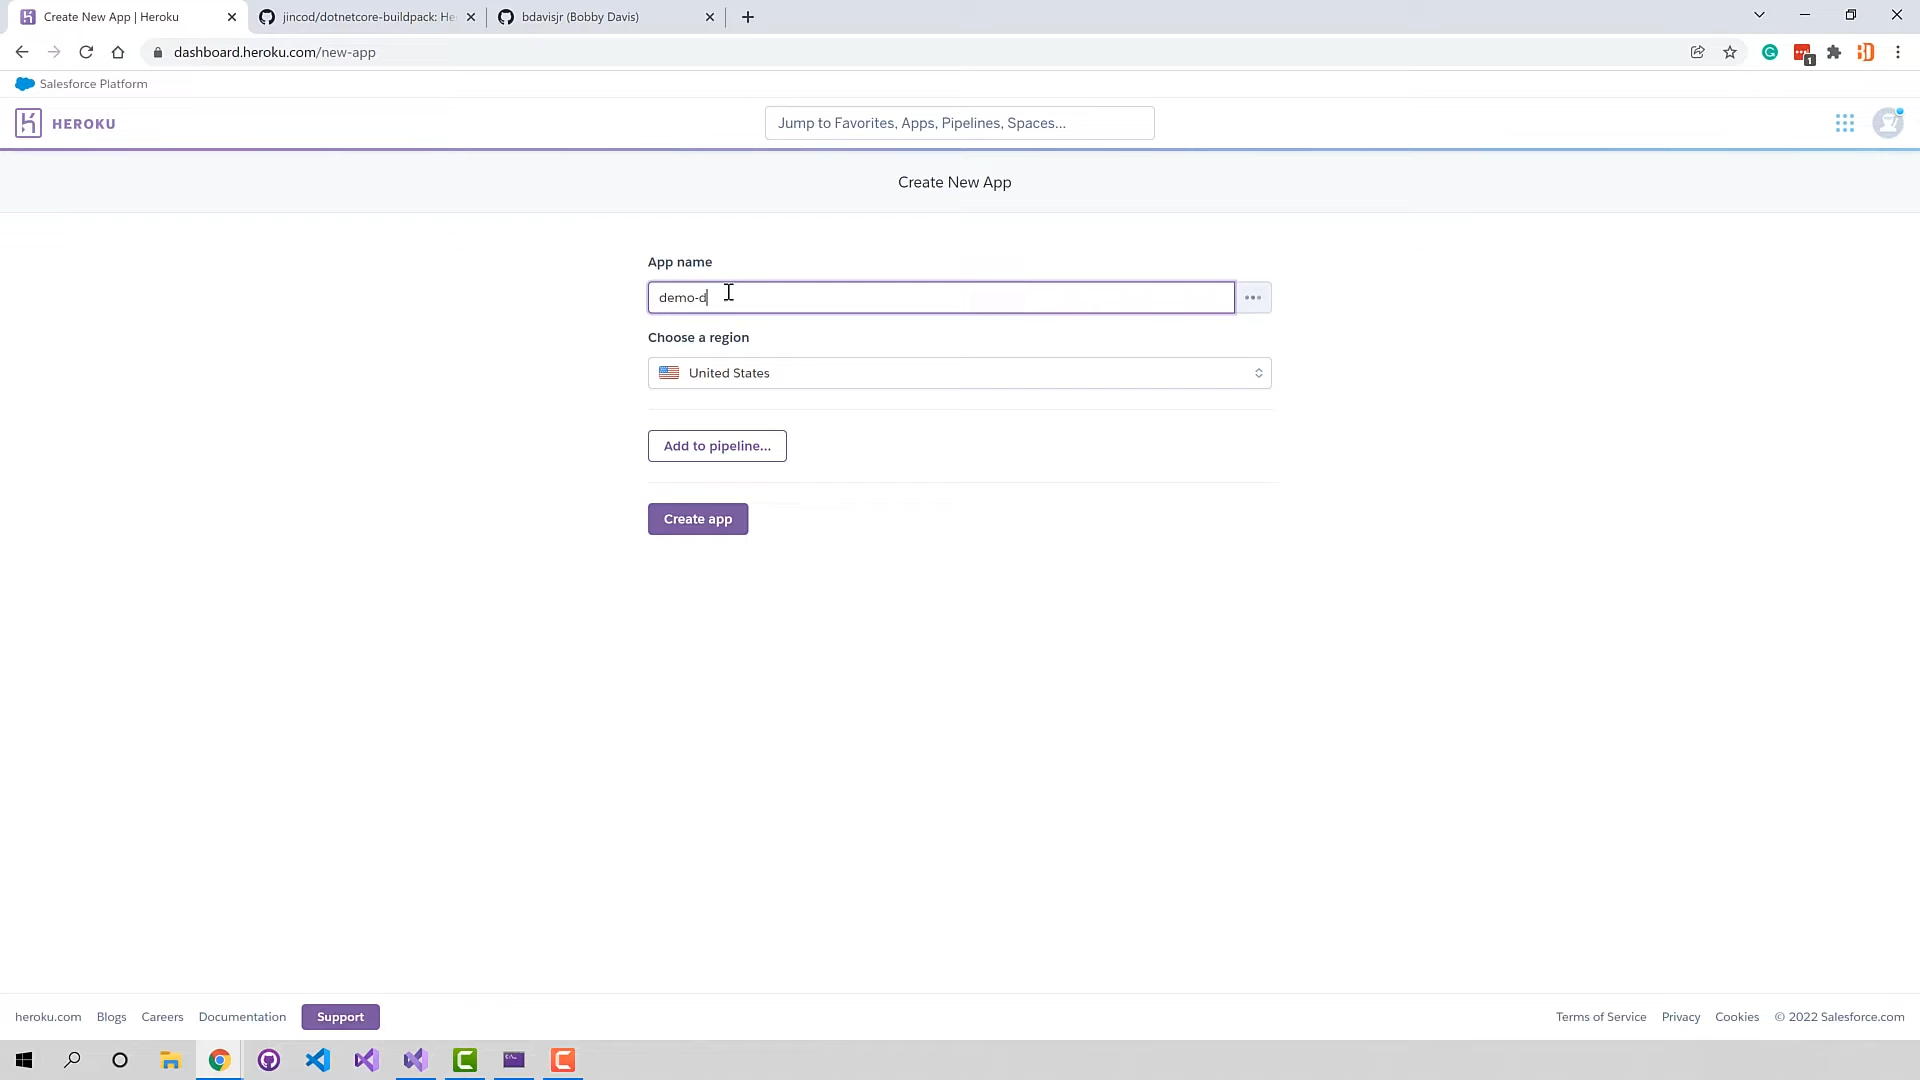 Create New App | Heroku
jincod/dotnetcore-buildpack: He
bdavisjr (Bobby Davis)
dashboard.heroku.com/new-app
1
Salesforce Platform
HEROKU
Jump to Favorites, Apps, Pipelines, Spaces...
Create New App
App name
demo-d
Choose a region
United States
Add to pipeline...
Create app
heroku.com
Blogs
Careers
Documentation
Support
Terms of Service
Privacy
Cookies
© 2022 Salesforce.com